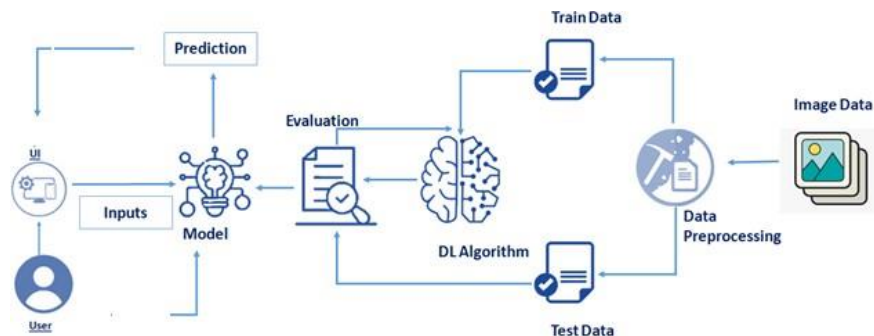 Train Data
Prediction
Image Data
Evaluation
UI
Inputs
Model
DL Algorithm
Data
Preprocessing
User
Test Data